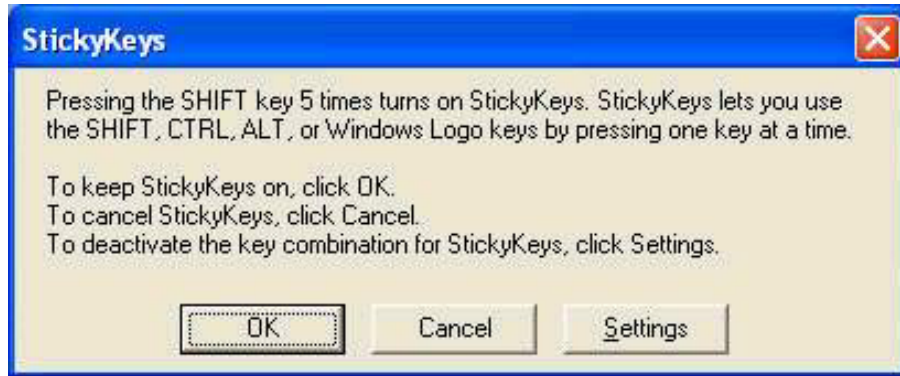 StickyKeys
Pressing the SHIFT key 5 times turns on StickyKeys. StickyKeys lets you use
the SHIFT, CTRL, ALT, or Windows Logo keys by pressing one key at a time.
To keep StickyKeys on, click OK.
To cancel StickyKeys, click Cancel.
To deactivate the key combination for StickyKeys, click Settings.
OK Cancel Settings